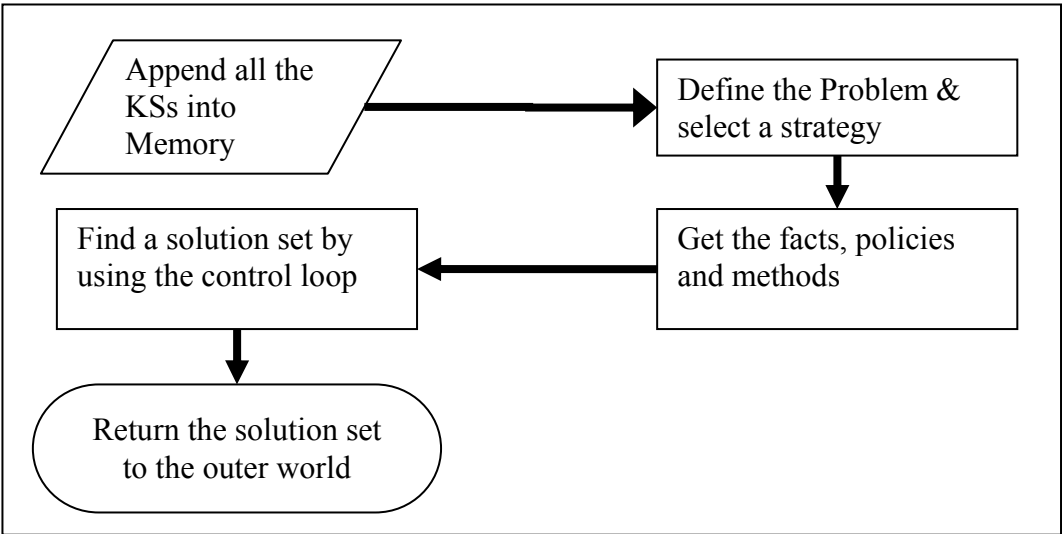 Append all the
KSs into
Memory
Define the Problem &
select a strategy
Get the facts, policies
and methods
Find a solution set by
using the control loop
Return the solution set
to the outer world